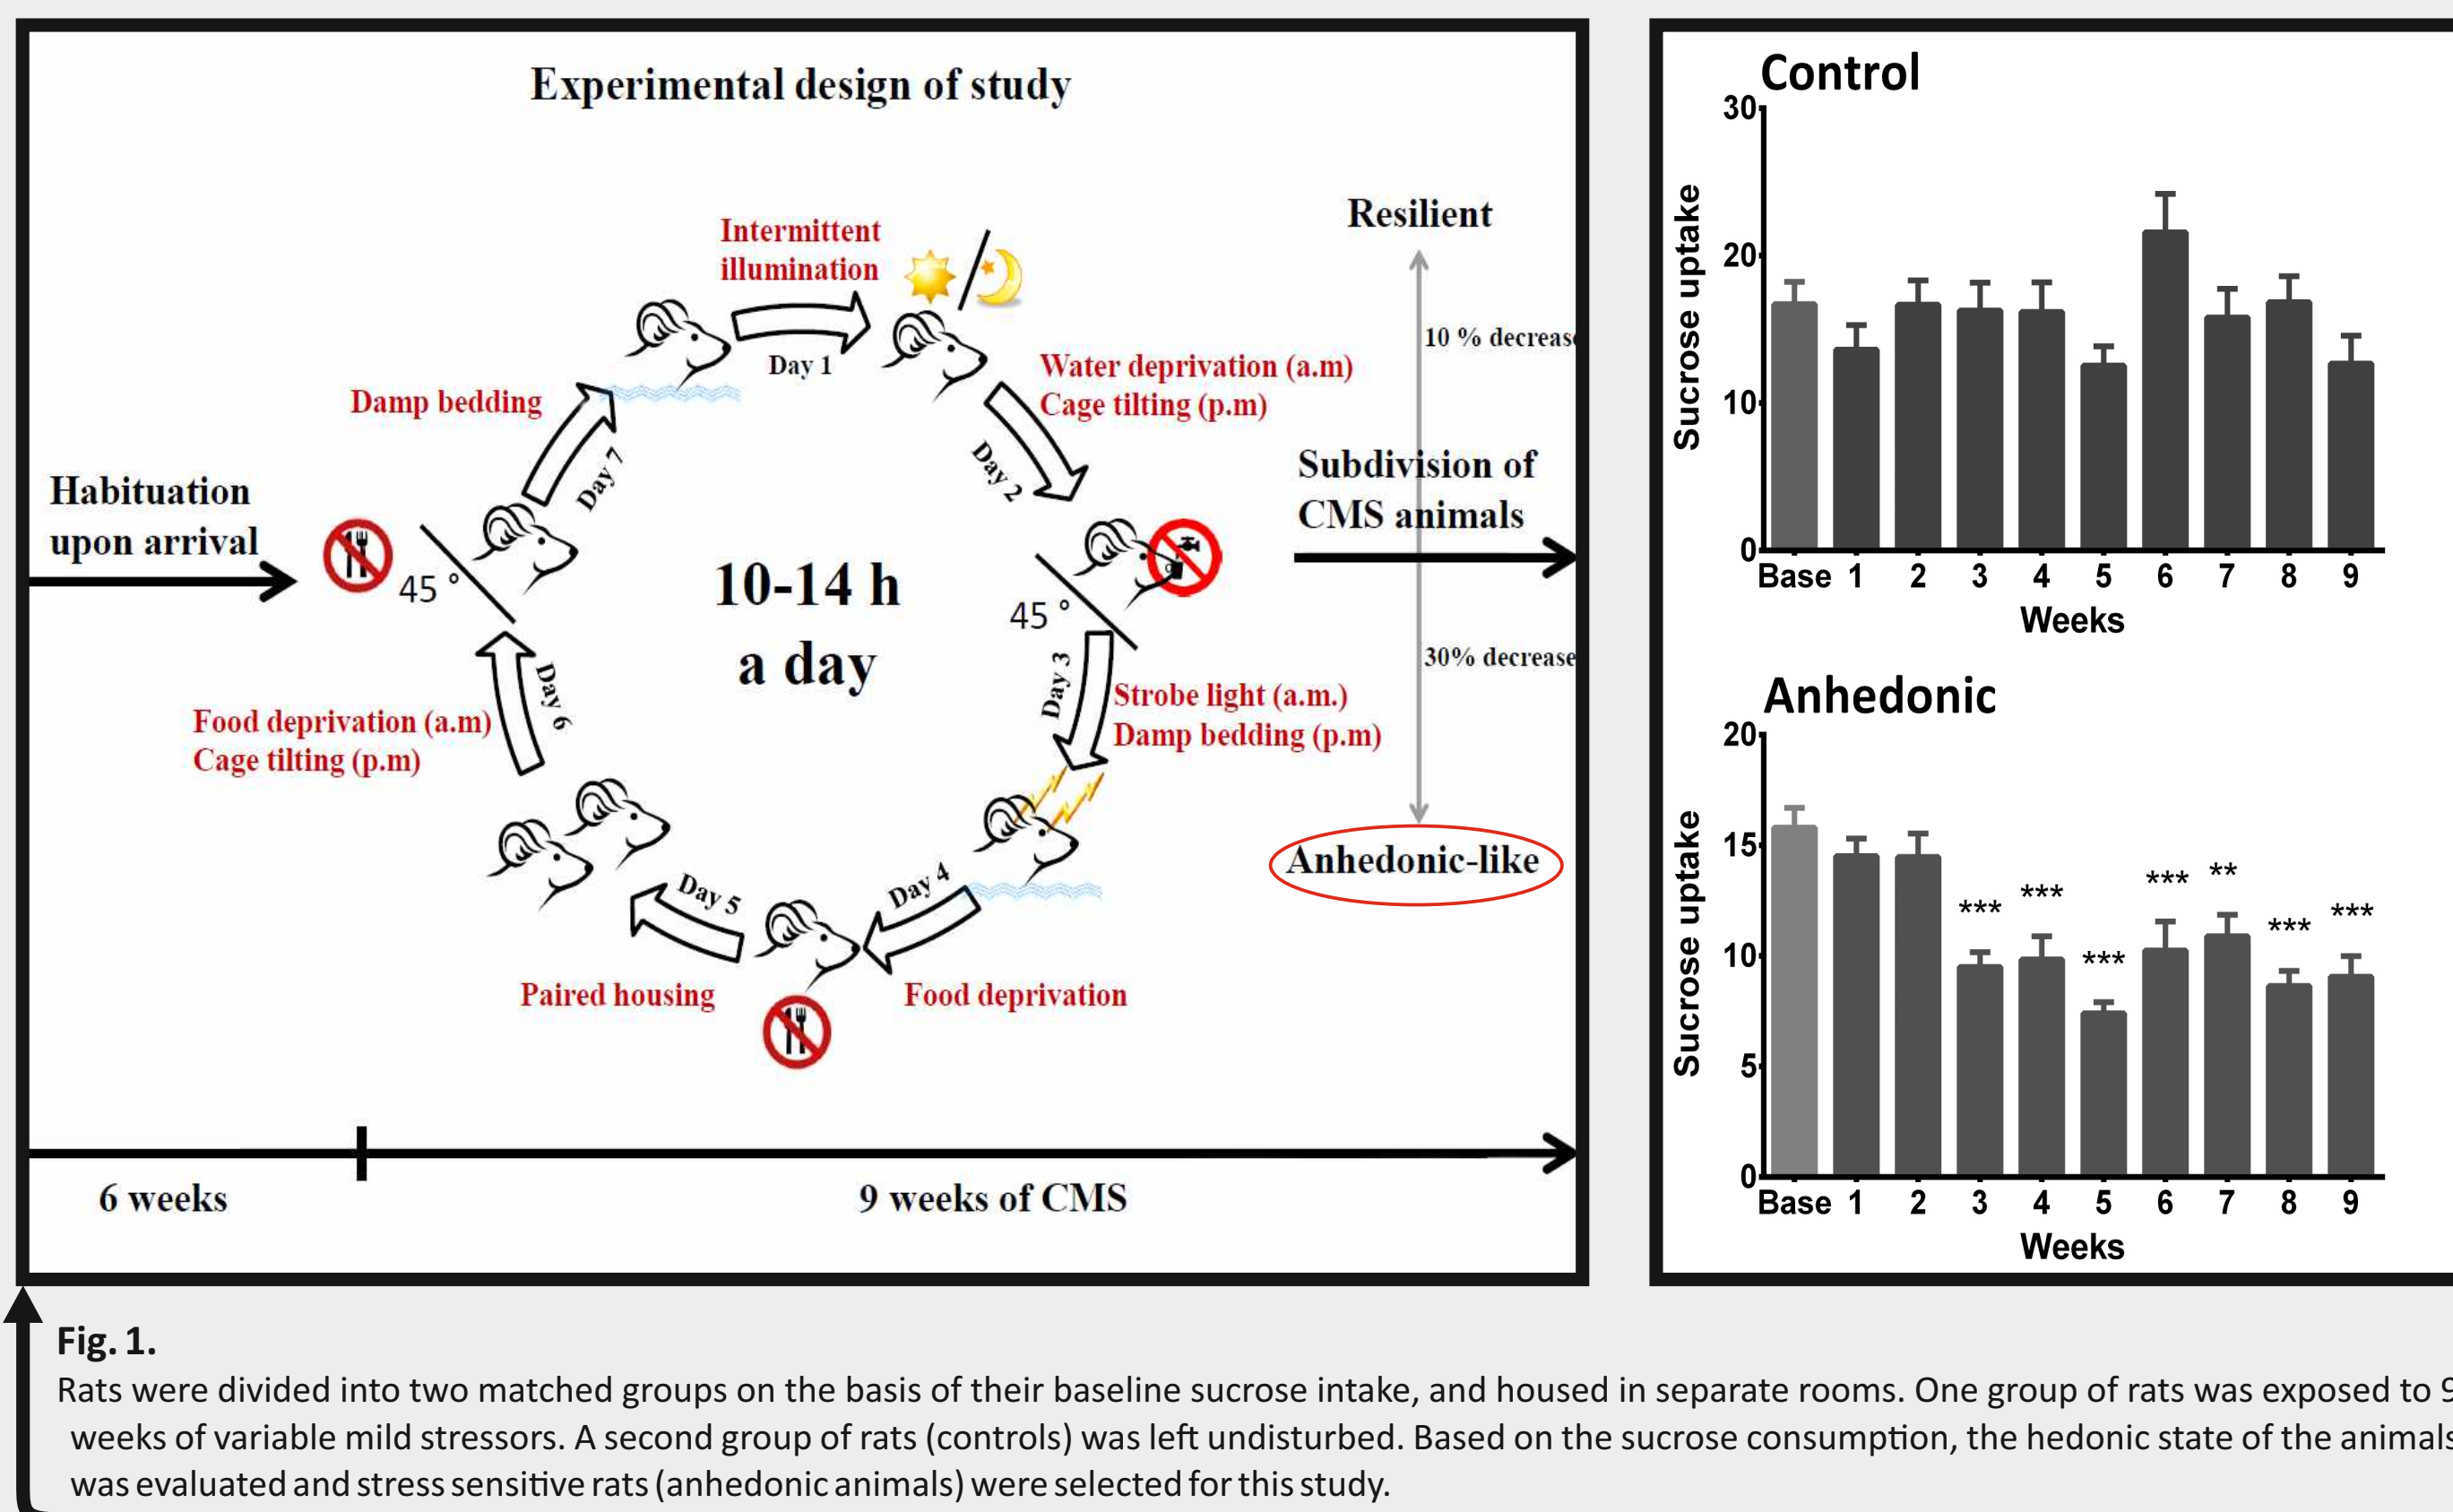 Experimental design of study
Habituation
upon arrival
Intermittent
illumination
Day 1
Water deprivation (a.m)
Cage tilting (p.m)
Day 2
45 °
Strobe light (a.m.)
Damp bedding (p.m)
Day 3
Food deprivation
Day 4
Paired housing
Day 5
Food deprivation (a.m)
Cage tilting (p.m)
Day 6
45 °
Damp bedding
Day 7
10-14 h
a day
Resilient
10 % decreas
Subdivision of
CMS animals
30% decrease
Anhedonic-like
6 weeks
9 weeks of CMS
Control
Sucrose uptake
30
20
10
0
Base 1 2 3 4 5 6 7 8 9
Weeks
Anhedonic
Sucrose uptake
20
15
10
5
0
*** *** *** *** ** *** ***
Base 1 2 3 4 5 6 7 8 9
Weeks
Fig. 1.
Rats were divided into two matched groups on the basis of their baseline sucrose intake, and housed in separate rooms. One group of rats was exposed to 9
weeks of variable mild stressors. A second group of rats (controls) was left undisturbed. Based on the sucrose consumption, the hedonic state of the animals
was evaluated and stress sensitive rats (anhedonic animals) were selected for this study.